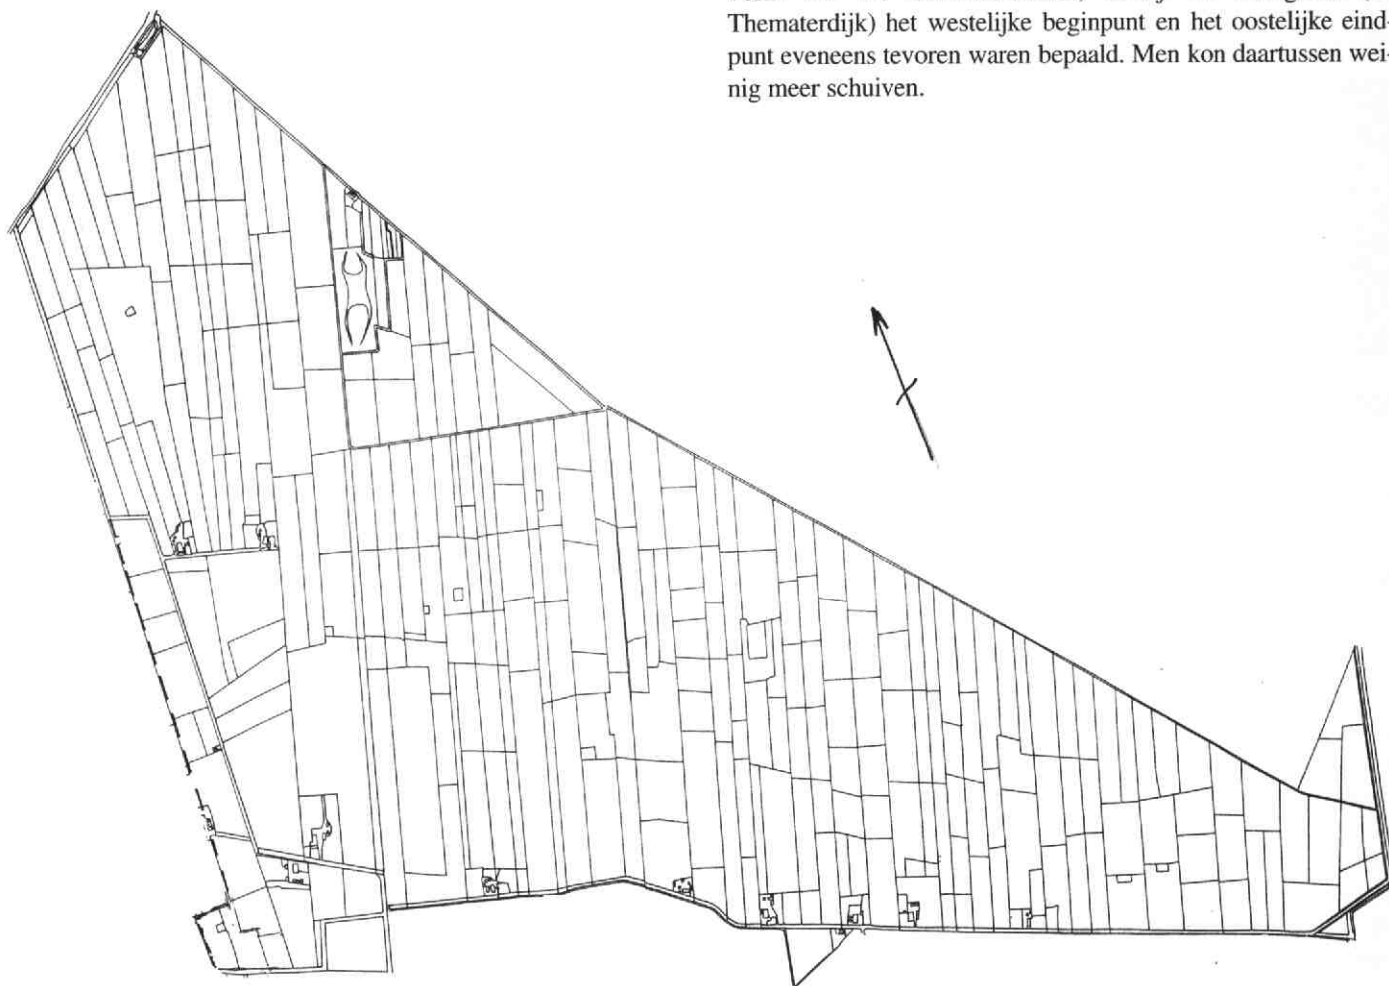 Thematerdijk) het westelijke beginpunt en het oostelijke eind-
punt eveneens tevoren waren bepaald. Men kon daartussen wei-
nig meer schuiven.